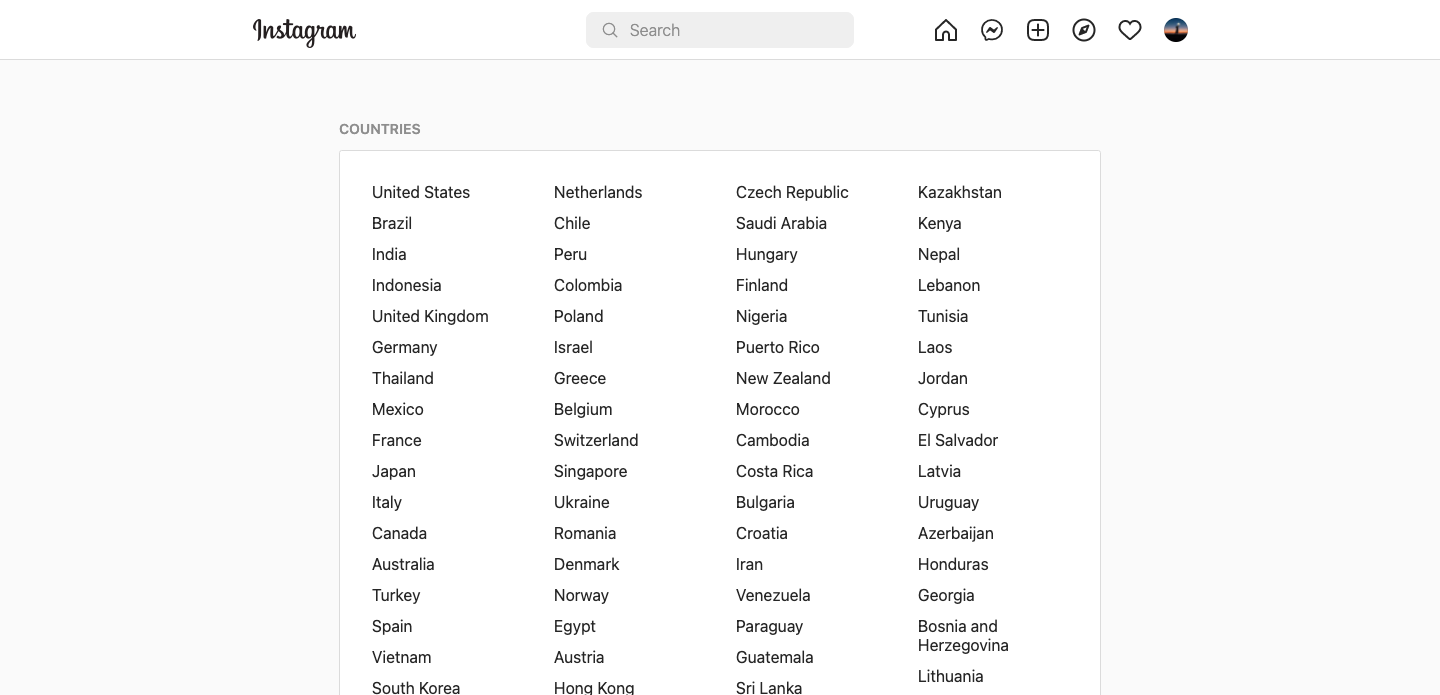 Instagram
Search
COUNTRIES
United States
Brazil
India
Indonesia
United Kingdom
Germany
Thailand
Mexico
France
Japan
Italy
Canada
Australia
Turkey
Spain
Vietnam
South Korea
Netherlands
Chile
Peru
Colombia
Poland
Israel
Greece
Belgium
Switzerland
Singapore
Ukraine
Romania
Denmark
Norway
Egypt
Austria
Hong Kong
Czech Republic
Saudi Arabia
Hungary
Finland
Nigeria
Puerto Rico
New Zealand
Morocco
Cambodia
Costa Rica
Bulgaria
Croatia
Iran
Venezuela
Paraguay
Guatemala
Sri Lanka
Kazakhstan
Kenya
Nepal
Lebanon
Tunisia
Laos
Jordan
Cyprus
El Salvador
Latvia
Uruguay
Azerbaijan
Honduras
Georgia
Bosnia and
Herzegovina
Lithuania